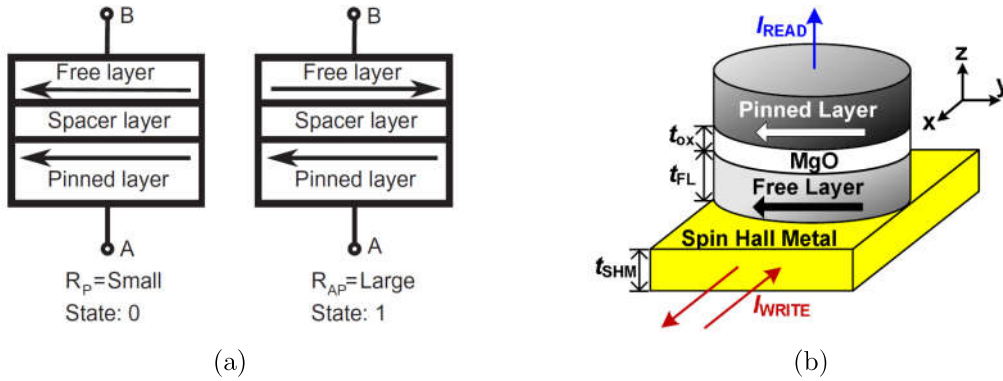 B
Free layer
Spacer layer
Pinned layer
A
R_P=Small
State: 0
B
Free layer
Spacer layer
Pinned layer
A
R_AP=Large
State: 1
(a)
I_READ
z
y
x
Pinned Layer
t_ox
MgO
t_FL
Free Layer
Spin Hall Metal
t_SHM
I_WRITE
(b)